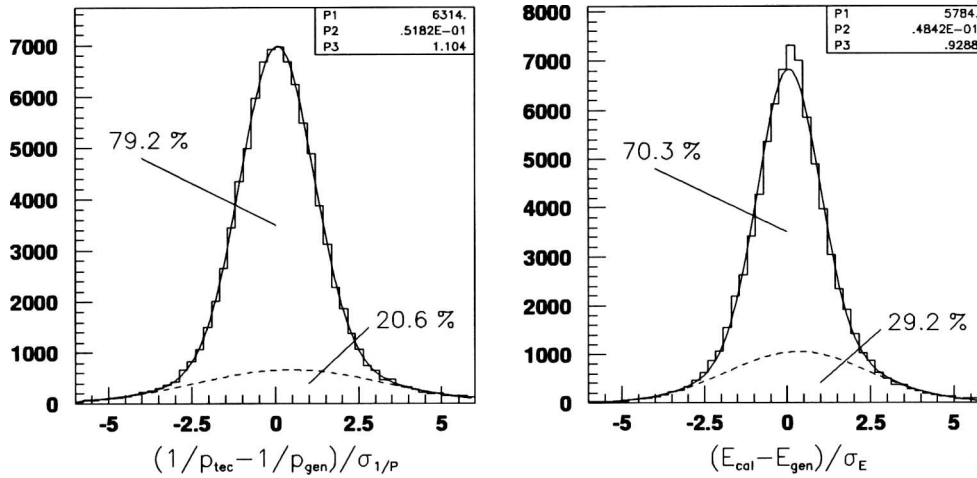 P1 6314.
P2 .5182E-01
P3 1.104
7000
6000
5000
4000
3000
2000
1000
0
79.2 %
20.6 %
-5 -2.5 0 2.5 5
(1/p_tec−1/p_gen)/σ_1/P
P1 5784.
P2 .4842E-01
P3 .9288
8000
7000
6000
5000
4000
3000
2000
1000
0
70.3 %
29.2 %
-5 -2.5 0 2.5 5
(E_cal−E_gen)/σ_E